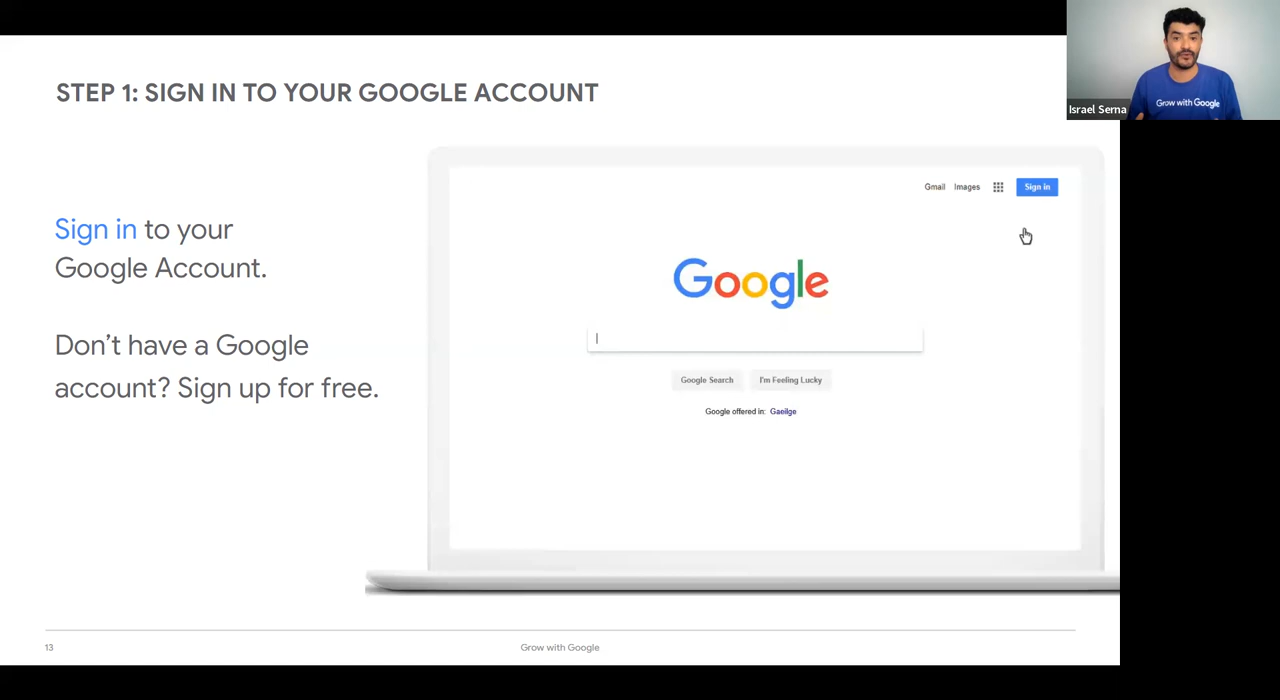 STEP 1: SIGN IN TO YOUR GOOGLE ACCOUNT
Grow with Google
Israel Serna
Gmail Images Sign in
Sign in to your
Google Account.
Google
Don’t have a Google
account? Sign up for free.
Google Search I'm Feeling Lucky
Google offered in: Gaeilge
13 Grow with Google